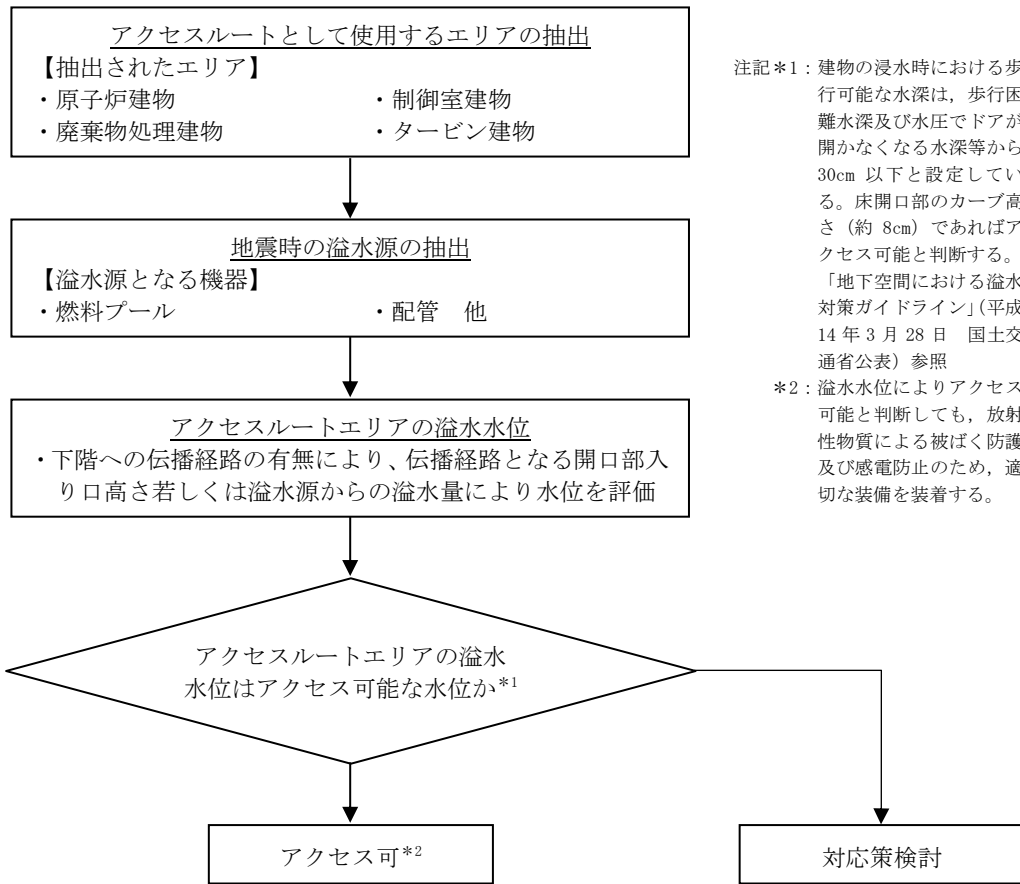 アクセスルートとして使用するエリアの抽出
【抽出されたエリア】
・原子炉建物 ・制御室建物
・廃棄物処理建物 ・タービン建物
地震時の溢水源の抽出
【溢水源となる機器】
・燃料プール ・配管　他
アクセスルートエリアの溢水水位
・下階への伝播経路の有無により、伝播経路となる開口部入
り口高さ若しくは溢水源からの溢水量により水位を評価
アクセスルートエリアの溢水
水位はアクセス可能な水位か*1
アクセス可*2
対応策検討
注記*1：建物の浸水時における歩
行可能な水深は，歩行困
難水深及び水圧でドアが
開かなくなる水深等から
30cm 以下と設定してい
る。床開口部のカーブ高
さ（約 8cm）であればア
クセス可能と判断する。
「地下空間における溢水
対策ガイドライン」（平成
14 年 3 月 28 日　国土交
通省公表）参照
*2：溢水水位によりアクセス
可能と判断しても，放射
性物質による被ばく防護
及び感電防止のため，適
切な装備を装着する。